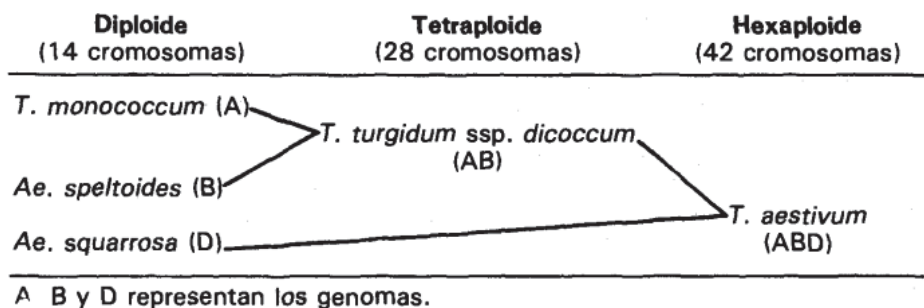 Diploide Tetraploide Hexaploide
(14 cromosomas) (28 cromosomas) (42 cromosomas)
T. monococcum (A)
T. turgidum ssp. dicoccum
(AB)
Ae. speltoides (B)
T. aestivum
Ae. squarrosa (D)
(ABD)
A B y D representan los genomas.